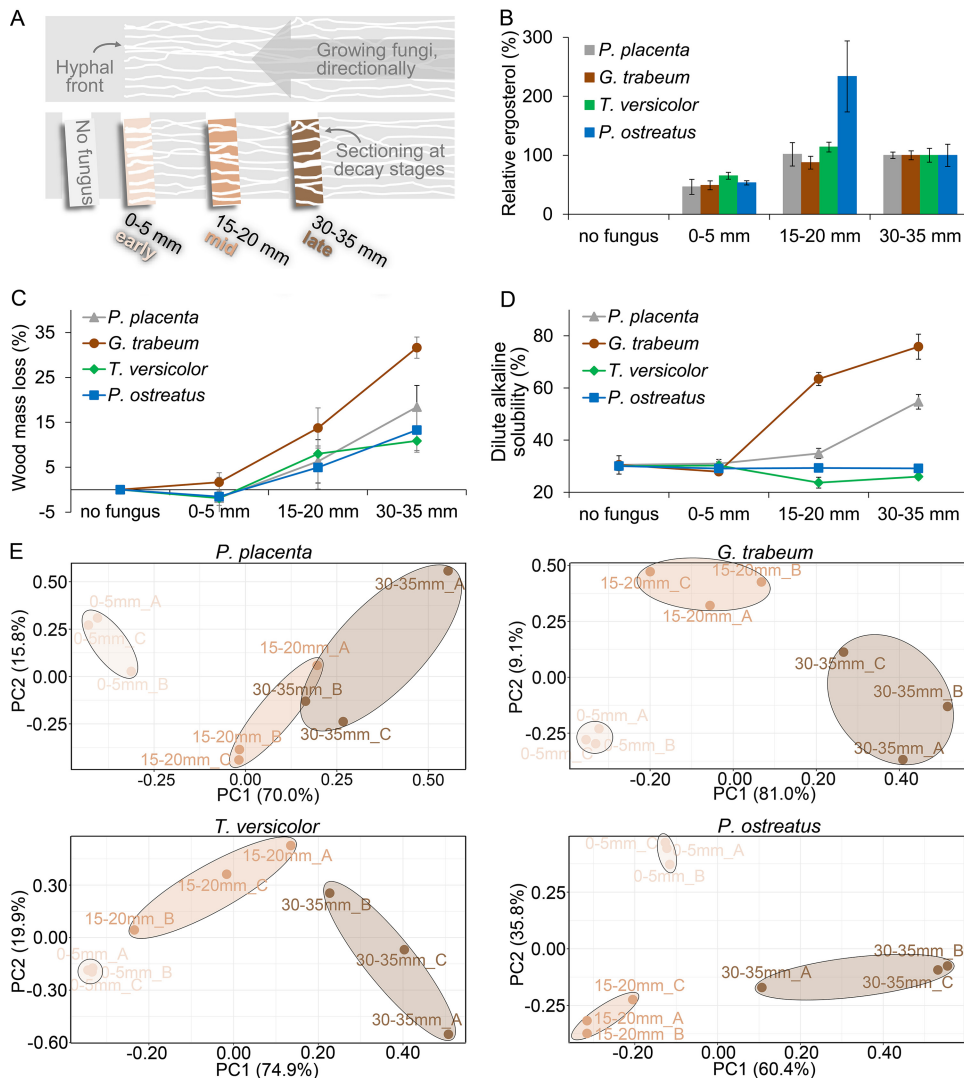 A
Hyphal
front
Growing fungi,
directionally
No fungus
Sectioning at
decay stages
0-5 mm
early
15-20 mm
mid
30-35 mm
late
B
Relative ergosterol (%)
300
200
100
0
P. placenta
G. trabeum
T. versicolor
P. ostreatus
no fungus 0-5 mm 15-20 mm 30-35 mm
C
Wood mass loss (%)
35
25
15
5
-5
P. placenta
G. trabeum
T. versicolor
P. ostreatus
no fungus 0-5 mm 15-20 mm 30-35 mm
D
Dilute alkaline
solubility (%)
80
60
40
20
P. placenta
G. trabeum
T. versicolor
P. ostreatus
no fungus 0-5 mm 15-20 mm 30-35 mm
E
P. placenta
PC2 (15.8%)
0.50
0.25
0.00
-0.25
0-5mm_A
0-5mm_C
0-5mm_B
30-35mm_A
15-20mm_A
30-35mm_B
15-20mm_B
30-35mm_C
15-20mm_C
-0.25 0.00 0.25 0.50
PC1 (70.0%)
G. trabeum
PC2 (9.1%)
0.50
0.25
0.00
-0.25
15-20mm_C
15-20mm_B
15-20mm_A
30-35mm_C
30-35mm_B
0-5mm_A
0-5mm_C
0-5mm_B
30-35mm_A
-0.20 0.00 0.20 0.40
PC1 (81.0%)
T. versicolor
PC2 (19.9%)
0.30
0.00
-0.30
-0.60
15-20mm_A
15-20mm_C
15-20mm_B
30-35mm_B
0-5mm_A
0-5mm_B
0-5mm_C
30-35mm_C
30-35mm_A
0.00 0.20 0.40
PC1 (74.9%)
P. ostreatus
PC2 (35.8%)
0.25
0.00
-0.25
0-5mm_C
0-5mm_A
0-5mm_B
30-35mm_B
30-35mm_A
30-35mm_C
15-20mm_C
15-20mm_A
15-20mm_B
-0.20 0.00 0.20 0.40 0.60
PC1 (60.4%)